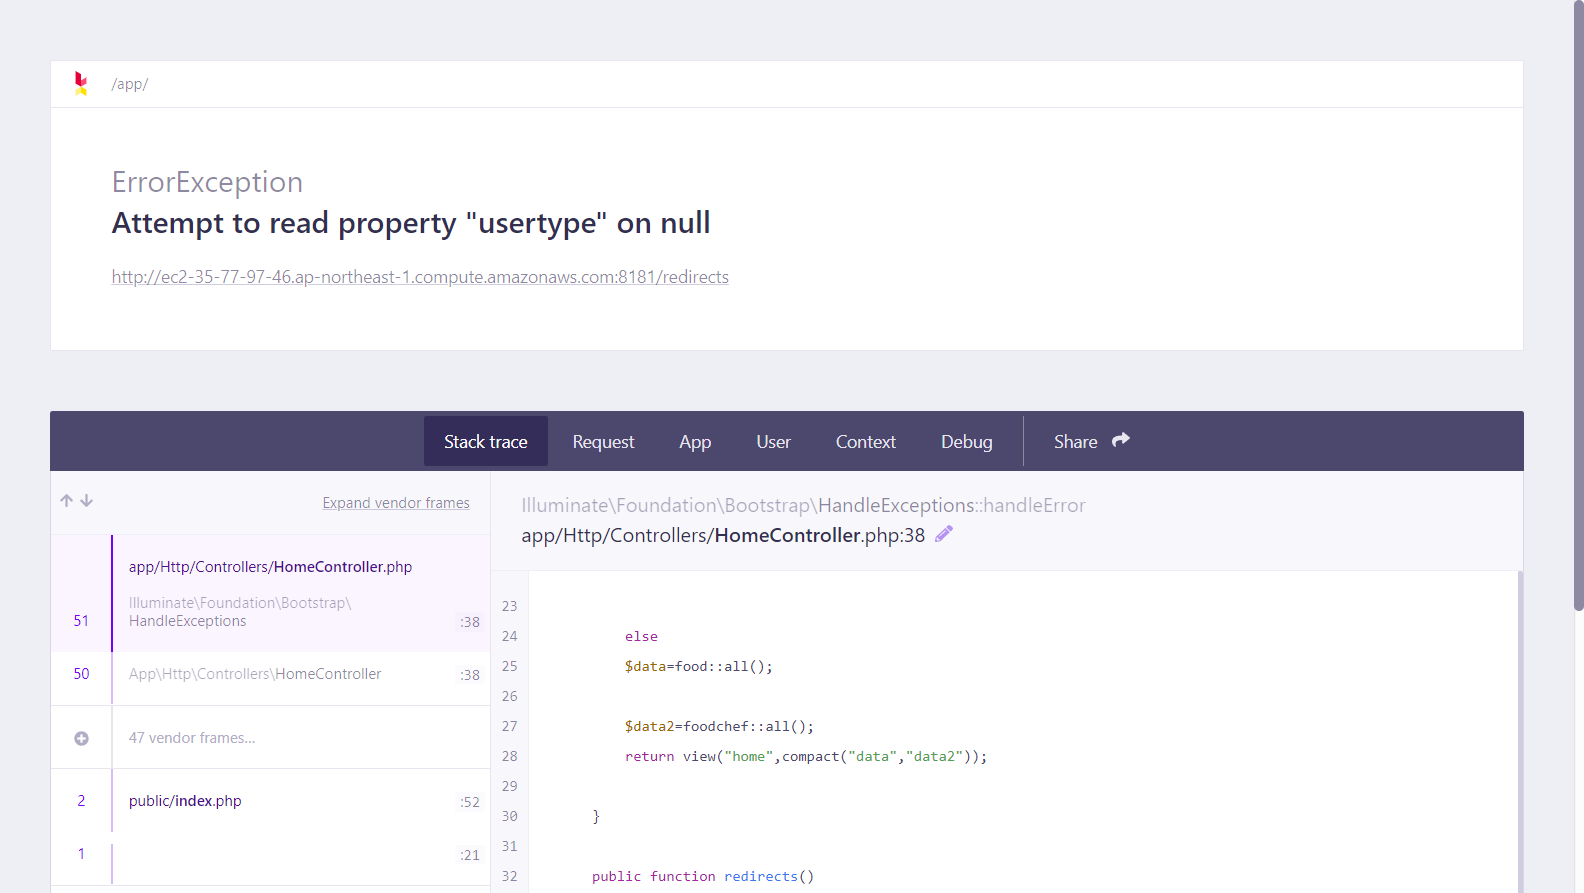 /app/
ErrorException
Attempt to read property "usertype" on null
http://ec2-35-77-97-46.ap-northeast-1.compute.amazonaws.com:8181/redirects
Stack trace Request App User Context Debug Share
Expand vendor frames
app/Http/Controllers/HomeController.php
Illuminate\Foundation\Bootstrap\
51 HandleExceptions :38
50 App\Http\Controllers\HomeController :38
47 vendor frames...
2 public/index.php :52
1 :21
Illuminate\Foundation\Bootstrap\HandleExceptions::handleError
app/Http/Controllers/HomeController.php:38
23
24 else
25 $data=food::all();
26
27 $data2=foodchef::all();
28 return view("home",compact("data","data2"));
29
30 }
31
32 public function redirects()